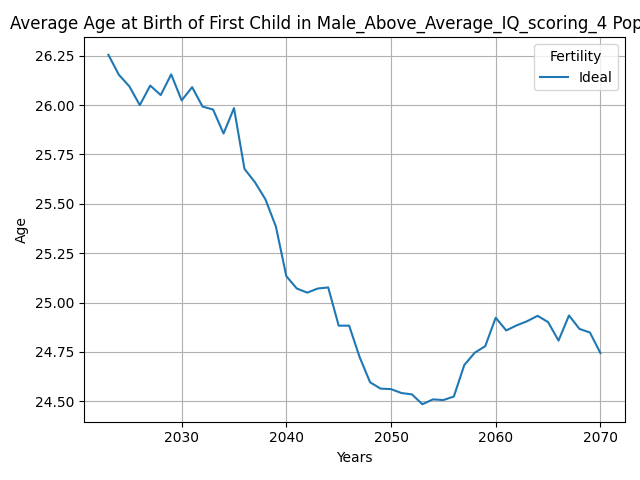 Average Age at Birth of First Child in Male_Above_Average_IQ_scoring_4 Pop
Fertility
Ideal
26.25
26.00
25.75
25.50
25.25
25.00
24.75
24.50
Age
2030 2040 2050 2060 2070
Years